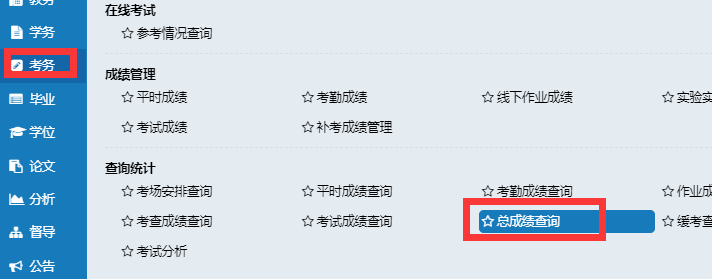 教务
学务
考务
毕业
学位
论文
分析
督导
公告
在线考试
参考情况查询
成绩管理
平时成绩 考勤成绩 线下作业成绩 实验实
考试成绩 补考成绩管理
查询统计
考场安排查询 平时成绩查询 考勤成绩查询 作业成
考查成绩查询 考试成绩查询 总成绩查询 缓考查
考试分析